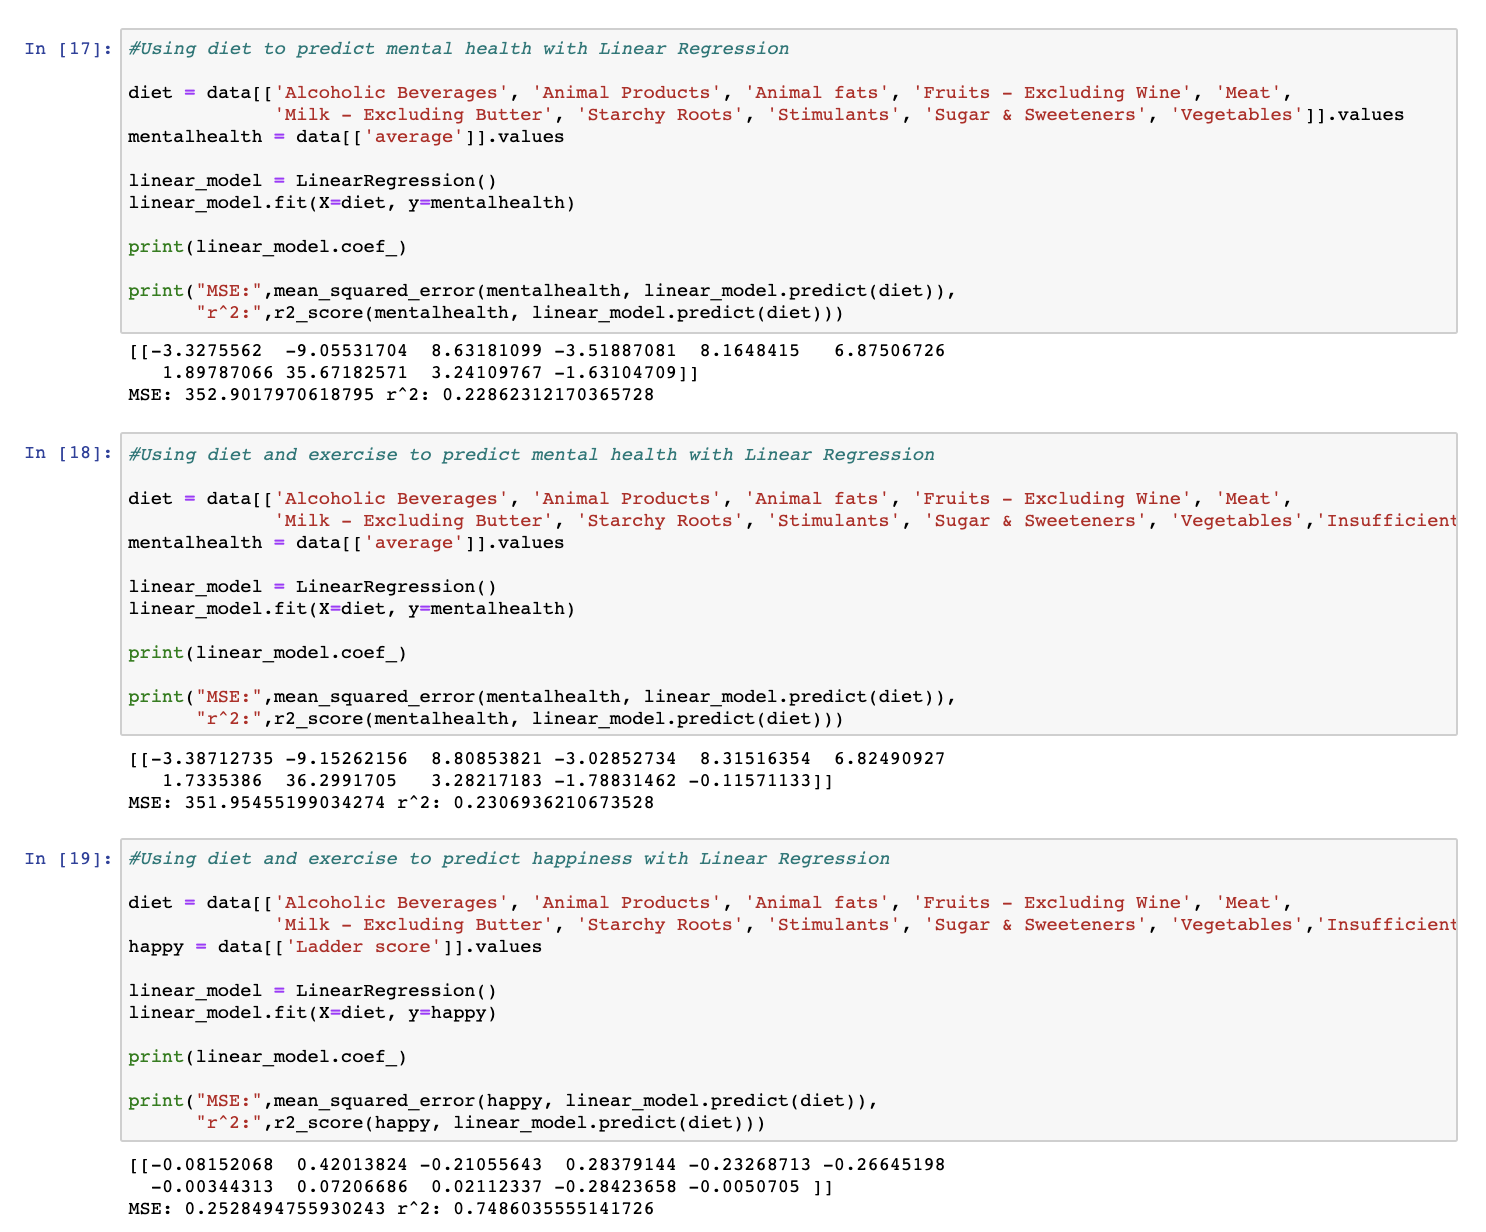 In [17]: #Using diet to predict mental health with Linear Regression
diet = data[['Alcoholic Beverages', 'Animal Products', 'Animal fats', 'Fruits - Excluding Wine', 'Meat',
'Milk - Excluding Butter', 'Starchy Roots', 'Stimulants', 'Sugar & Sweeteners', 'Vegetables']].values
mentalhealth = data[['average']].values
linear_model = LinearRegression()
linear_model.fit(X=diet, y=mentalhealth)
print(linear_model.coef_)
print("MSE:",mean_squared_error(mentalhealth, linear_model.predict(diet)),
"r^2:",r2_score(mentalhealth, linear_model.predict(diet)))
[[-3.3275562 -9.05531704 8.63181099 -3.51887081 8.1648415 6.87506726
1.89787066 35.67182571 3.24109767 -1.63104709]]
MSE: 352.9017970618795 r^2: 0.22862312170365728
In [18]: #Using diet and exercise to predict mental health with Linear Regression
diet = data[['Alcoholic Beverages', 'Animal Products', 'Animal fats', 'Fruits - Excluding Wine', 'Meat',
'Milk - Excluding Butter', 'Starchy Roots', 'Stimulants', 'Sugar & Sweeteners', 'Vegetables','Insufficient
mentalhealth = data[['average']].values
linear_model = LinearRegression()
linear_model.fit(X=diet, y=mentalhealth)
print(linear_model.coef_)
print("MSE:",mean_squared_error(mentalhealth, linear_model.predict(diet)),
"r^2:",r2_score(mentalhealth, linear_model.predict(diet)))
[[-3.38712735 -9.15262156 8.80853821 -3.02852734 8.31516354 6.82490927
1.7335386 36.2991705 3.28217183 -1.78831462 -0.11571133]]
MSE: 351.95455199034274 r^2: 0.2306936210673528
In [19]: #Using diet and exercise to predict happiness with Linear Regression
diet = data[['Alcoholic Beverages', 'Animal Products', 'Animal fats', 'Fruits - Excluding Wine', 'Meat',
'Milk - Excluding Butter', 'Starchy Roots', 'Stimulants', 'Sugar & Sweeteners', 'Vegetables','Insufficient
happy = data[['Ladder score']].values
linear_model = LinearRegression()
linear_model.fit(X=diet, y=happy)
print(linear_model.coef_)
print("MSE:",mean_squared_error(happy, linear_model.predict(diet)),
"r^2:",r2_score(happy, linear_model.predict(diet)))
[[-0.08152068 0.42013824 -0.21055643 0.28379144 -0.23268713 -0.26645198
-0.00344313 0.07206686 0.02112337 -0.28423658 -0.0050705 ]]
MSE: 0.2528494755930243 r^2: 0.7486035555141726